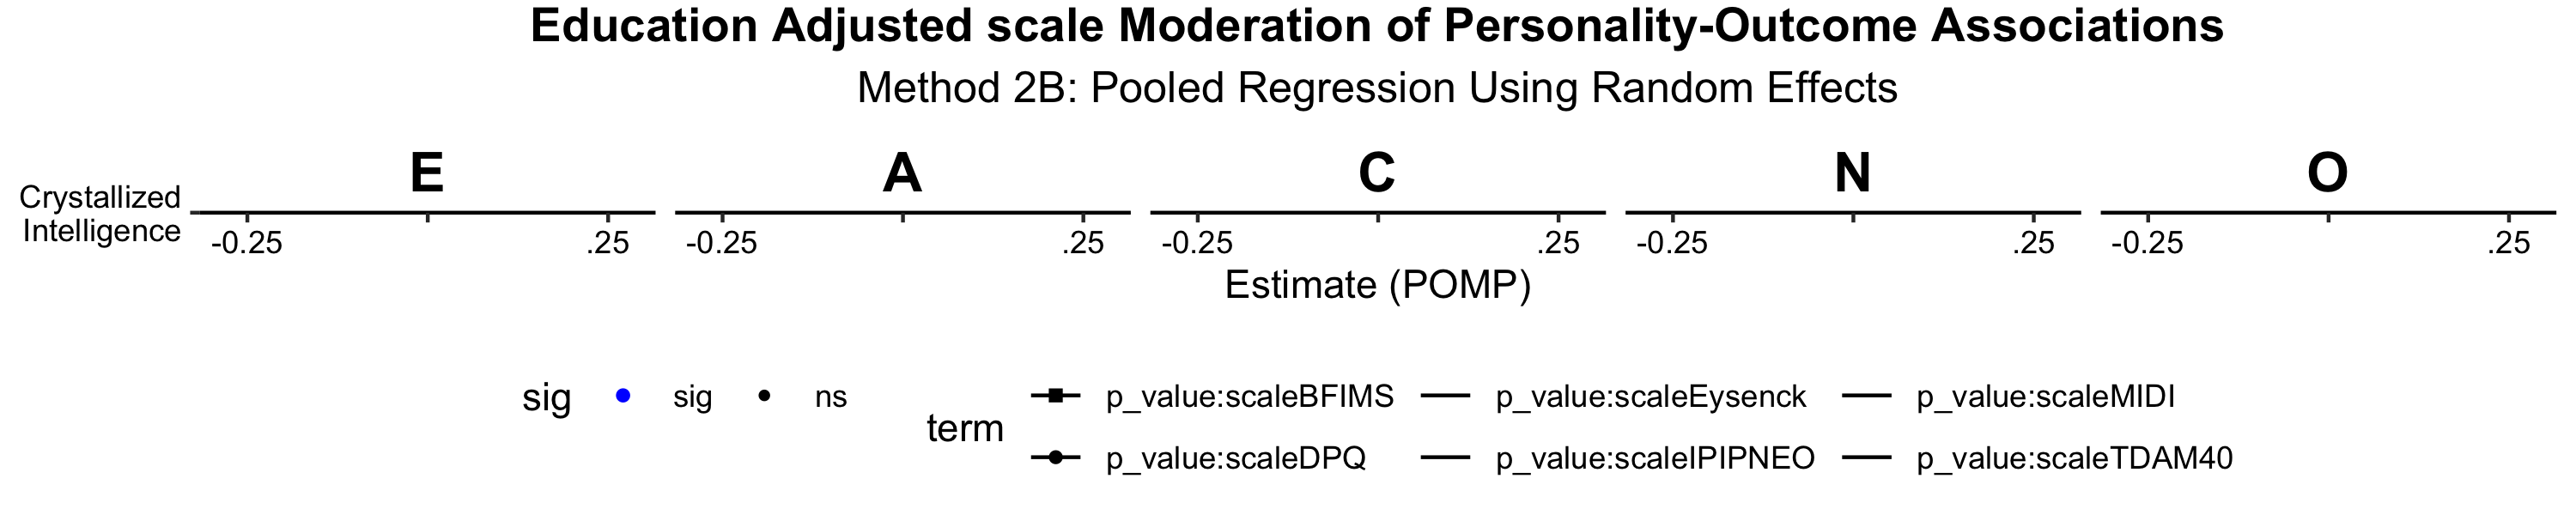 Education Adjusted scale Moderation of Personality-Outcome Associations
Method 2B: Pooled Regression Using Random Effects
E A C N O
Crystallized
Intelligence
-0.25 .25 -0.25 .25 -0.25 .25 -0.25 .25 -0.25 .25
Estimate (POMP)
sig sig ns
term
p_value:scaleBFIMS p_value:scaleEysenck p_value:scaleMIDI
p_value:scaleDPQ p_value:scaleIPIPNEO p_value:scaleTDAM40